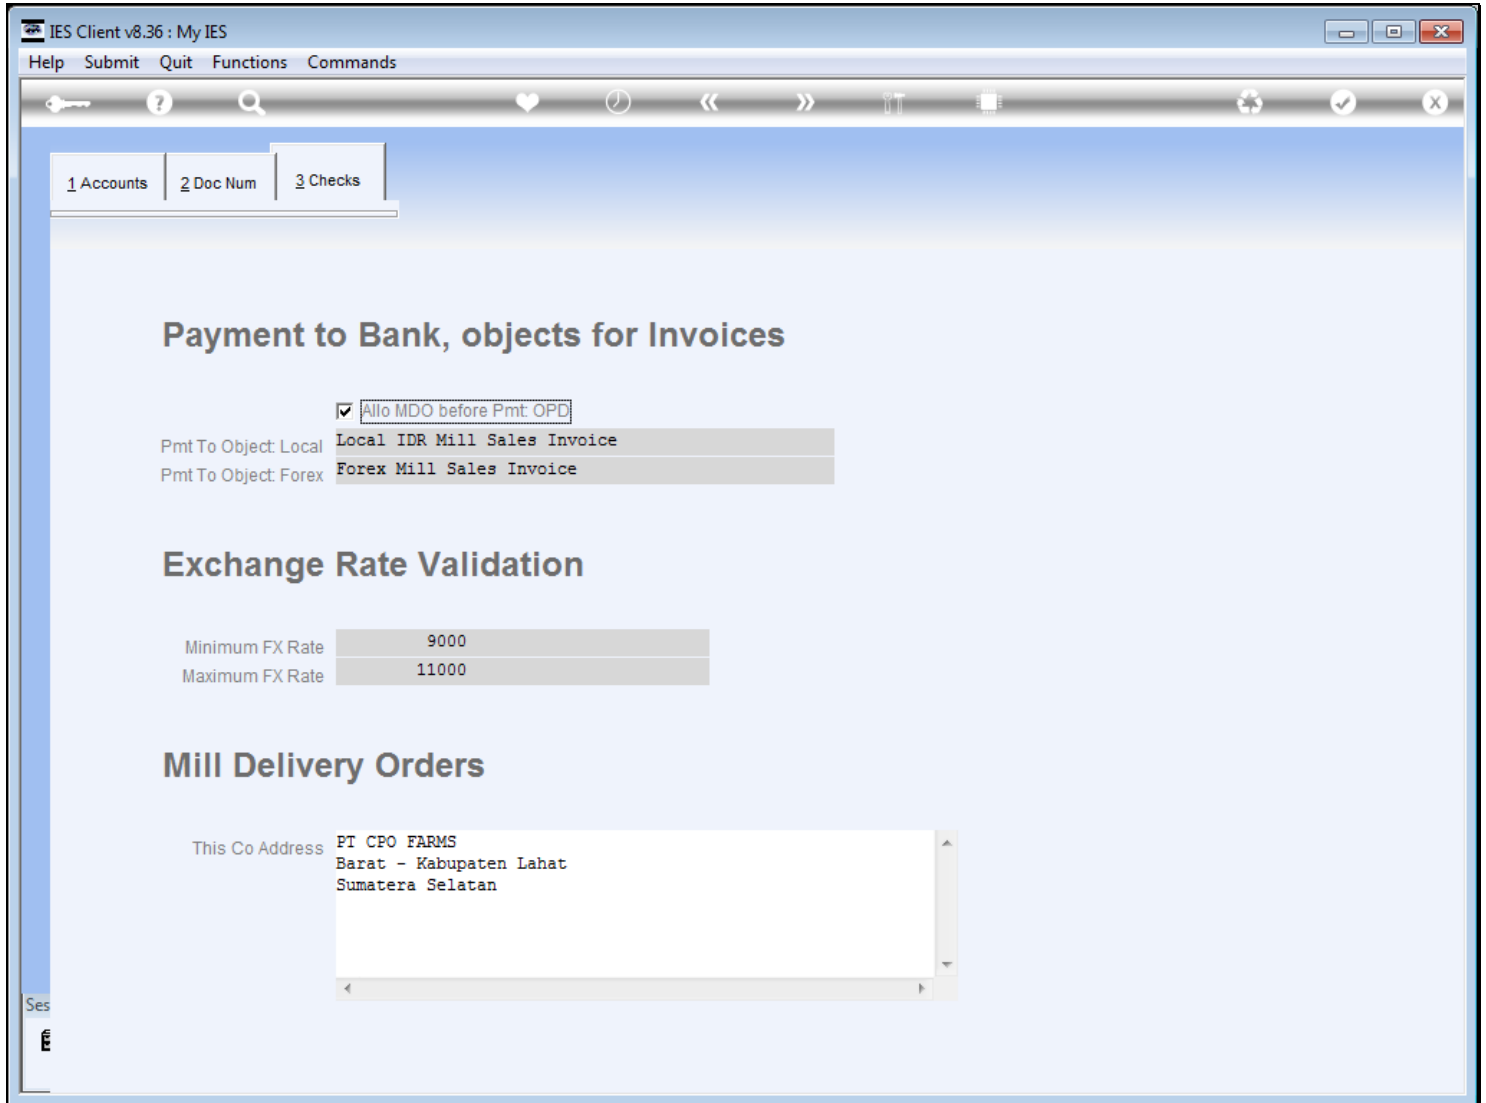 IES Client v8.36 : My IES
Help Submit Quit Functions Commands
1 Accounts
2 Doc Num
3 Checks
Payment to Bank, objects for Invoices
Allo MDO before Pmt: OPD
Pmt To Object: Local Local IDR Mill Sales Invoice
Pmt To Object: Forex Forex Mill Sales Invoice
Exchange Rate Validation
Minimum FX Rate 9000
Maximum FX Rate 11000
Mill Delivery Orders
This Co Address PT CPO FARMS
Barat - Kabupaten Lahat
Sumatera Selatan
Ses